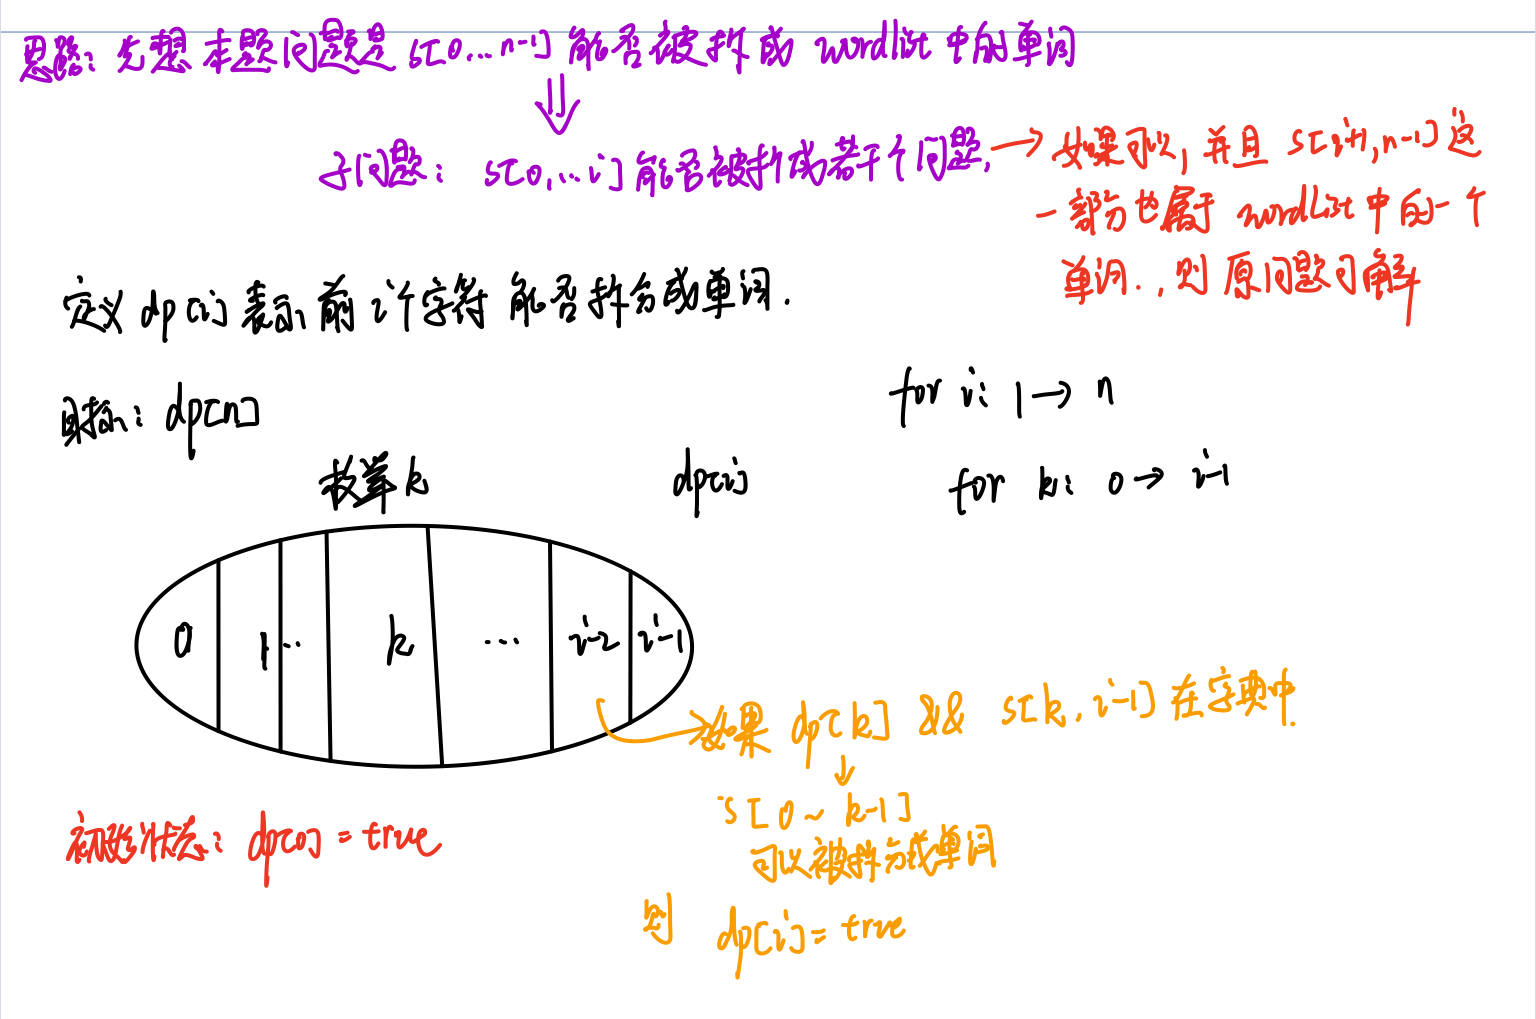 思路：先想本题问题是 s[0...n-1] 能否被拆成 wordlist 中的单词
子问题：s[0,...i] 能否被拆成若干个问题，
→ 如果可以，并且 s[i+1,n-1] 这
一部分也属于 wordList 中的一个
单词.，则原问题可解
定义 dp[i] 表示前 i 个字符 能否拆分成单词.
目标：dp[n]
for i: 1 → n
for k: 0 → i-1
枚举 k
dp[i]
0 1 ... k ... i-2 i-1
如果 dp[k] && s[k, i-1] 在字典中.
↓
s[0 ~ k-1]
可以被拆分成单词
则 dp[i] = true
初始状态：dp[0] = true